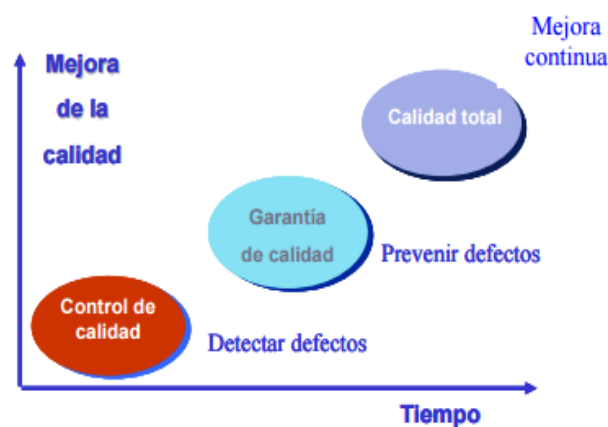 Mejora
continua
Mejora
de la
calidad
Calidad total
Garantía
de calidad
Prevenir defectos
Control de
calidad
Detectar defectos
Tiempo